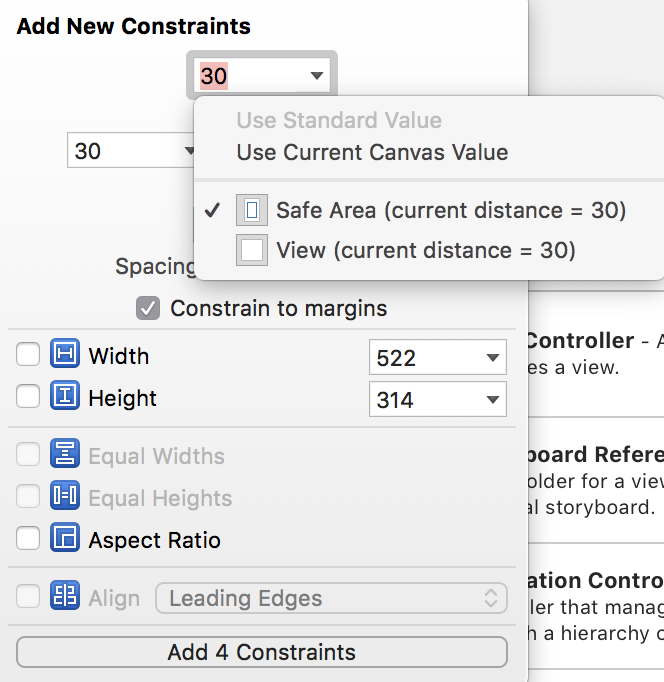 Add New Constraints
30
Use Standard Value
Use Current Canvas Value
30
Safe Area (current distance = 30)
View (current distance = 30)
Spacing
Constrain to margins
Width
522
Height
314
Equal Widths
Equal Heights
Aspect Ratio
Align
Leading Edges
Add 4 Constraints
Controller - A
es a view.
board Refere
older for a view
al storyboard.
ation Contro
ler that manag
h a hierarchy o